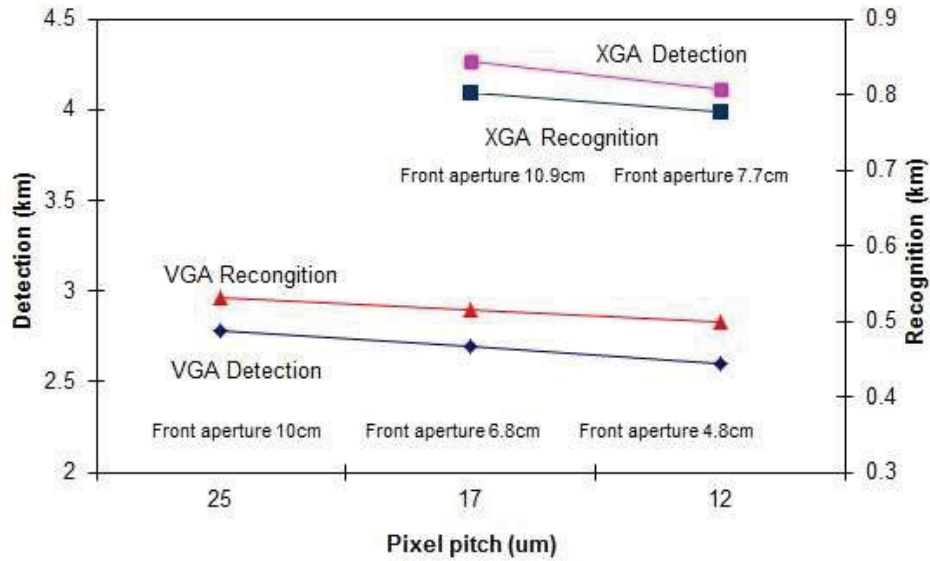 4.5
4
3.5
3
2.5
2
Detection (km)
0.9
0.8
0.7
0.6
0.5
0.4
0.3
Recognition (km)
XGA Detection
XGA Recognition
Front aperture 10.9cm
Front aperture 7.7cm
VGA Recongition
VGA Detection
Front aperture 10cm
Front aperture 6.8cm
Front aperture 4.8cm
25
17
12
Pixel pitch (um)